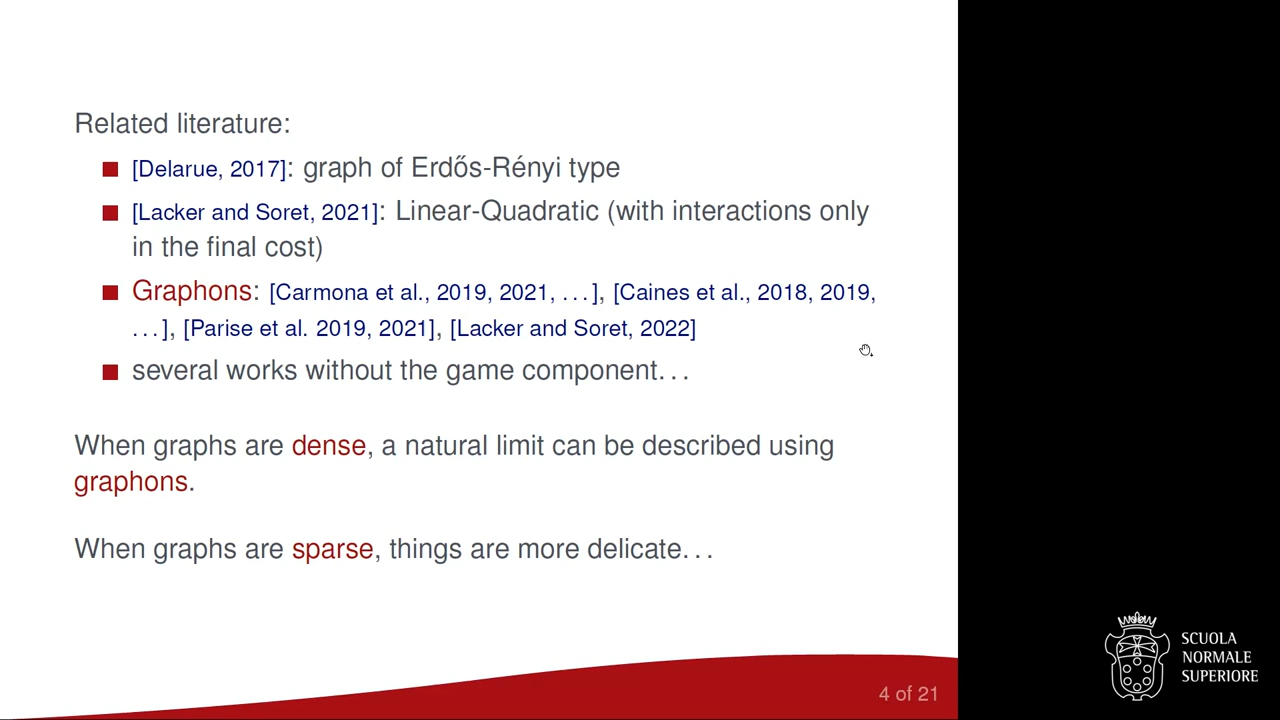 Related literature:
[Delarue, 2017]: graph of Erdős-Rényi type
[Lacker and Soret, 2021]: Linear-Quadratic (with interactions only
in the final cost)
Graphons: [Carmona et al., 2019, 2021, ...], [Caines et al., 2018, 2019,
...], [Parise et al. 2019, 2021], [Lacker and Soret, 2022]
several works without the game component...
When graphs are dense, a natural limit can be described using
graphons.
When graphs are sparse, things are more delicate...
4 of 21
SCUOLA
NORMALE
SUPERIORE